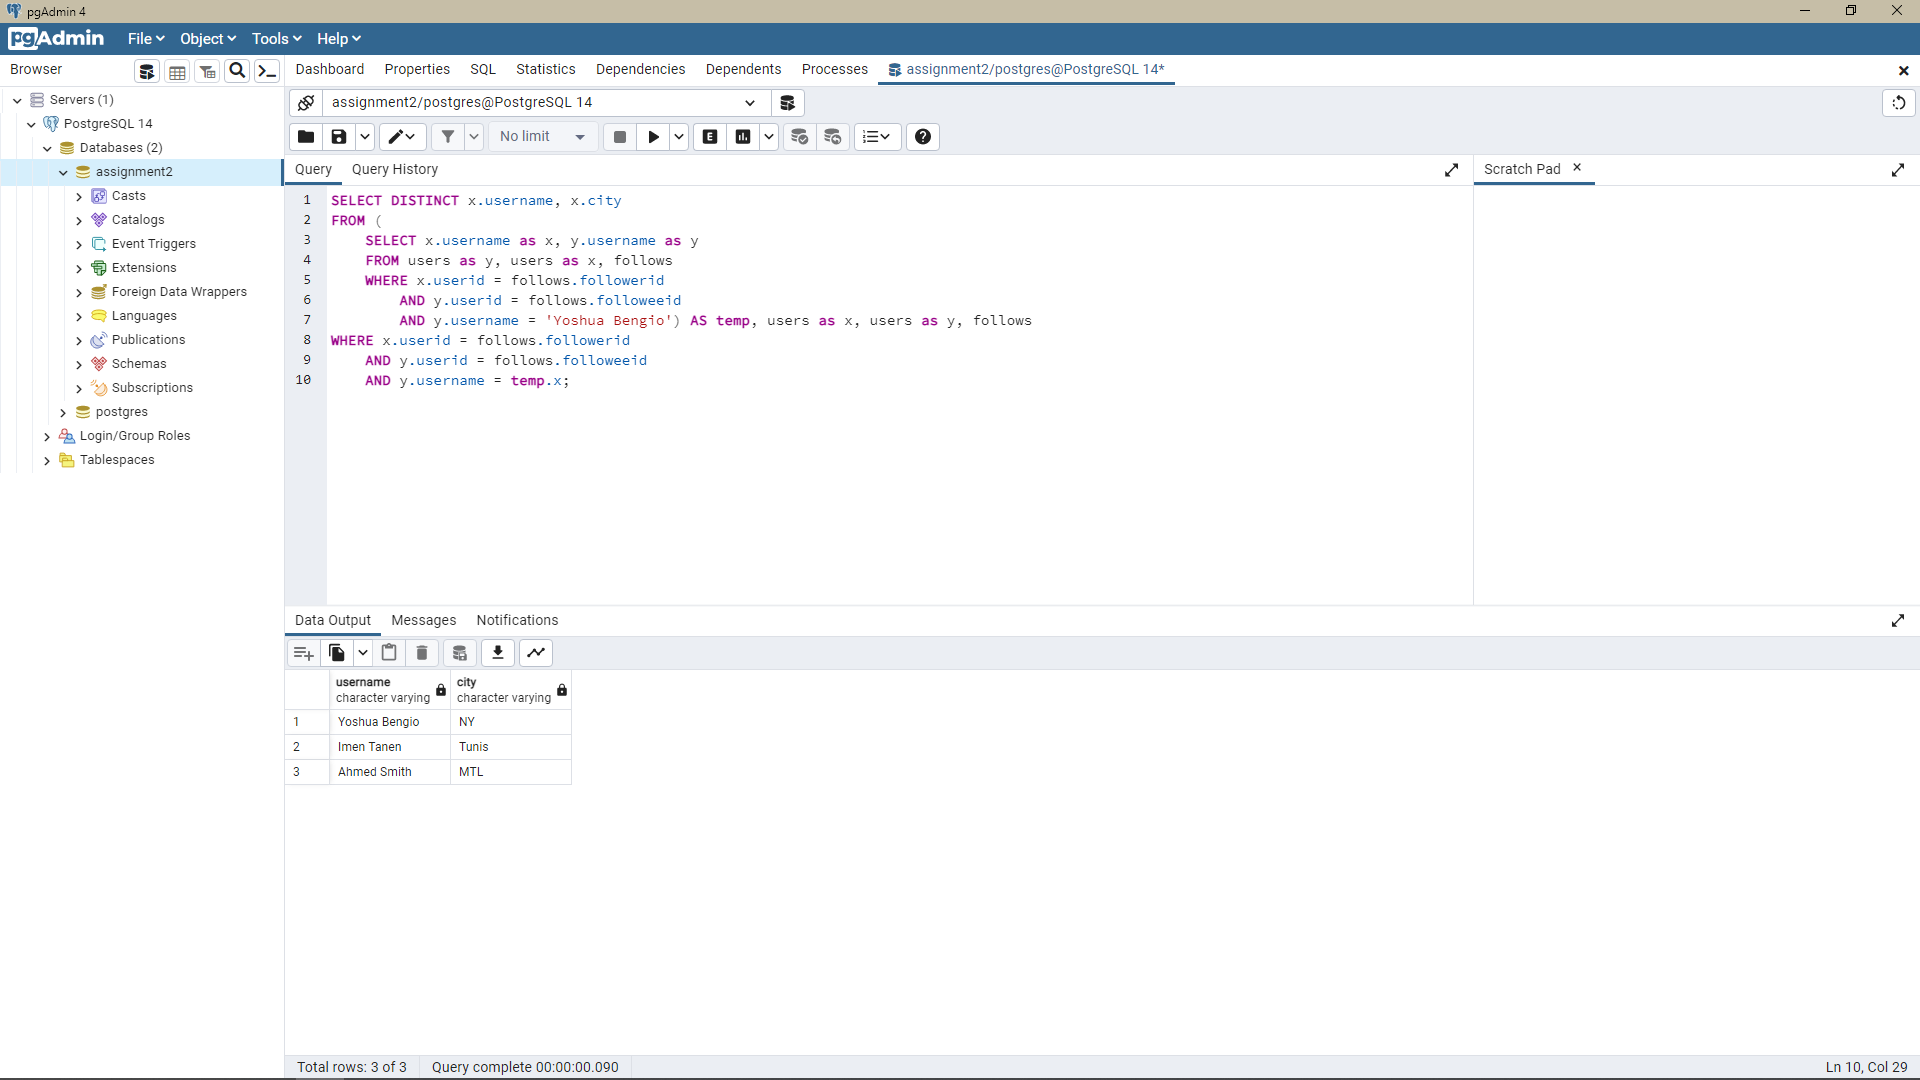 pgAdmin 4
pgAdmin File Object Tools Help
Browser
Dashboard Properties SQL Statistics Dependencies Dependents Processes assignment2/postgres@PostgreSQL 14*
Servers (1)
PostgreSQL 14
Databases (2)
assignment2
Casts
Catalogs
Event Triggers
Extensions
Foreign Data Wrappers
Languages
Publications
Schemas
Subscriptions
postgres
Login/Group Roles
Tablespaces
assignment2/postgres@PostgreSQL 14
No limit
E
Query Query History
Scratch Pad
1 SELECT DISTINCT x.username, x.city
2 FROM (
3 SELECT x.username as x, y.username as y
4 FROM users as y, users as x, follows
5 WHERE x.userid = follows.followerid
6 AND y.userid = follows.followeeid
7 AND y.username = 'Yoshua Bengio') AS temp, users as x, users as y, follows
8 WHERE x.userid = follows.followerid
9 AND y.userid = follows.followeeid
10 AND y.username = temp.x;
Data Output Messages Notifications
username city
character varying character varying
1 Yoshua Bengio NY
2 Imen Tanen Tunis
3 Ahmed Smith MTL
Total rows: 3 of 3 Query complete 00:00:00.090 Ln 10, Col 29